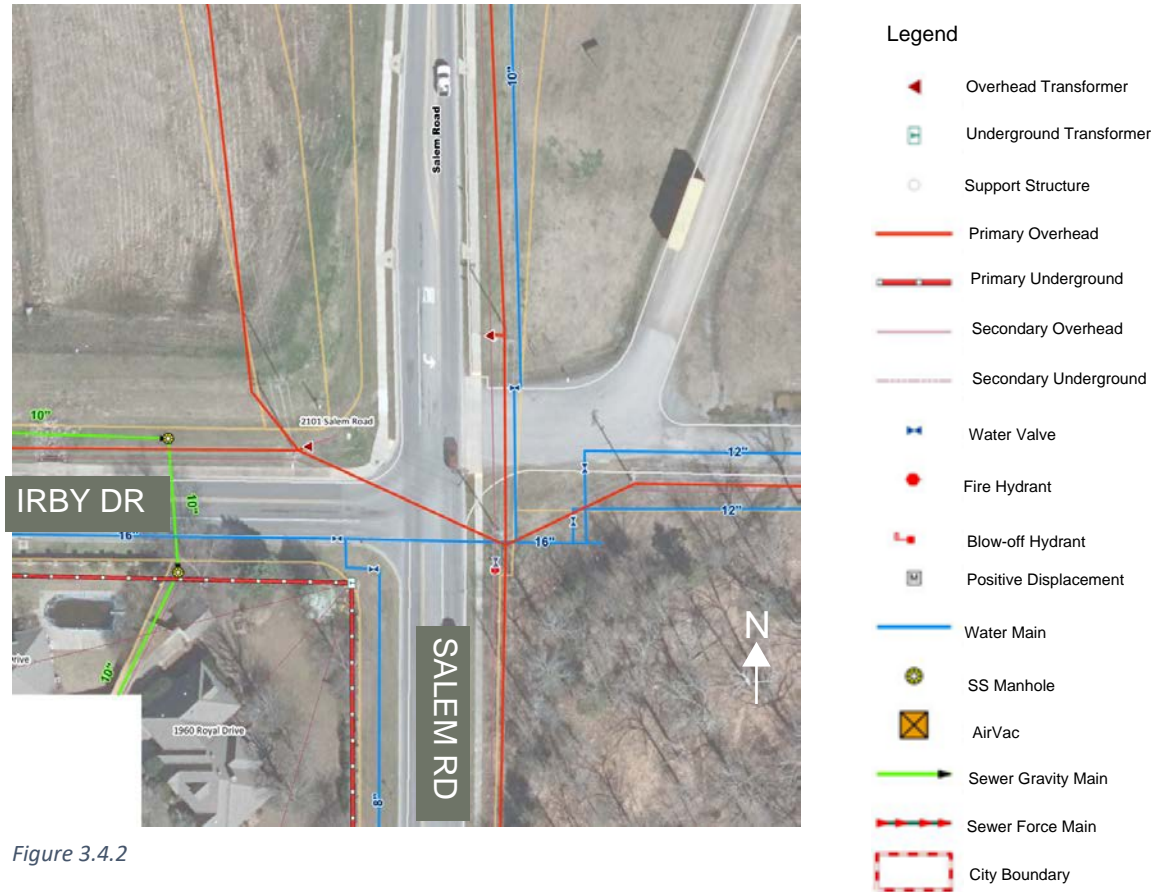 Salem Road
10"
2101 Salem Road
10"
IRBY DR
10"
12"
12"
16"
16"
10"
1960 Royal Drive
SALEM RD
8"
N
Figure 3.4.2
Legend
Overhead Transformer
Underground Transformer
Support Structure
Primary Overhead
Primary Underground
Secondary Overhead
Secondary Underground
Water Valve
Fire Hydrant
Blow-off Hydrant
M
Positive Displacement
Water Main
SS Manhole
AirVac
Sewer Gravity Main
Sewer Force Main
City Boundary